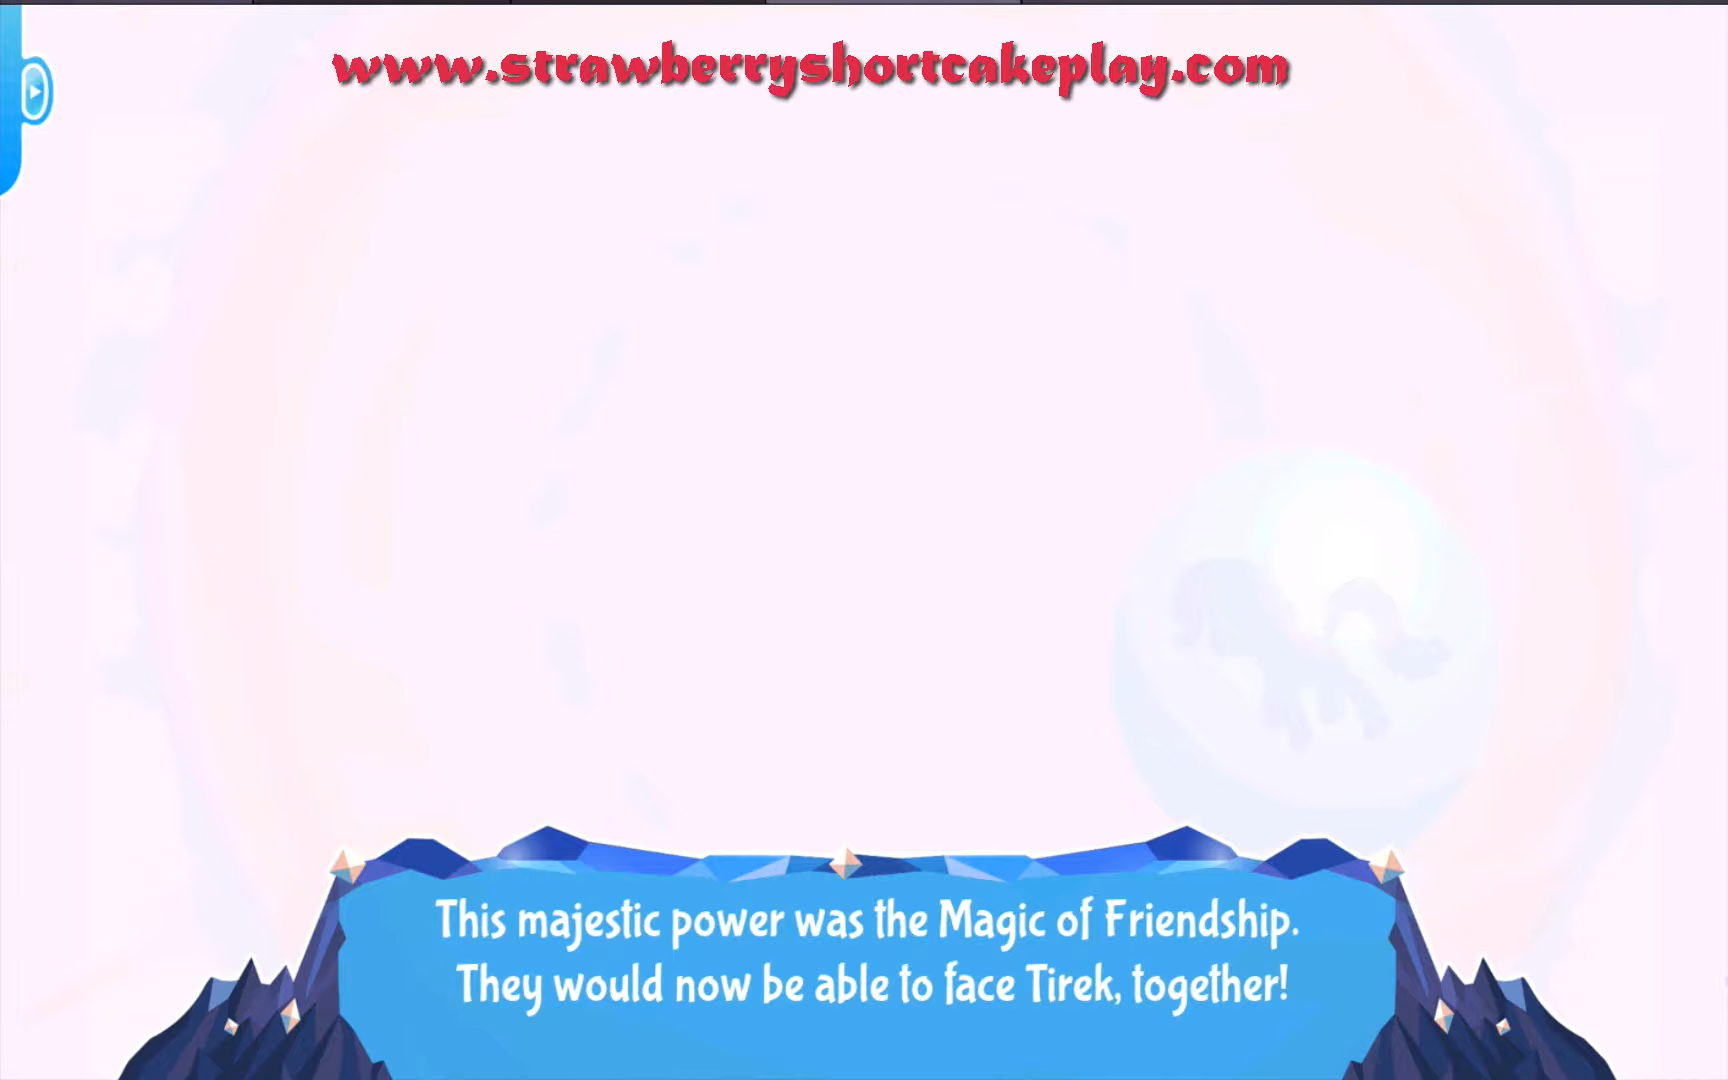 www.strawberryshortcakeplay.com
This majestic power was the Magic of Friendship.
They would now be able to face Tirek, together!